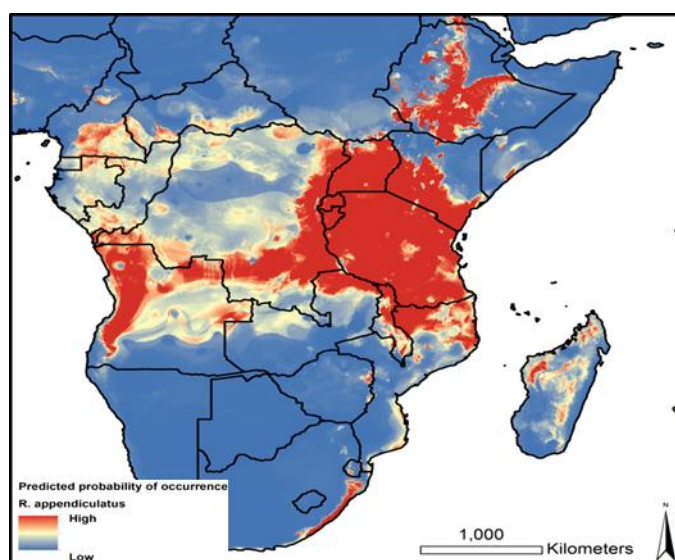 Predicted probability of occurrence
R. appendiculatus
High
Low
1,000
Kilometers
N